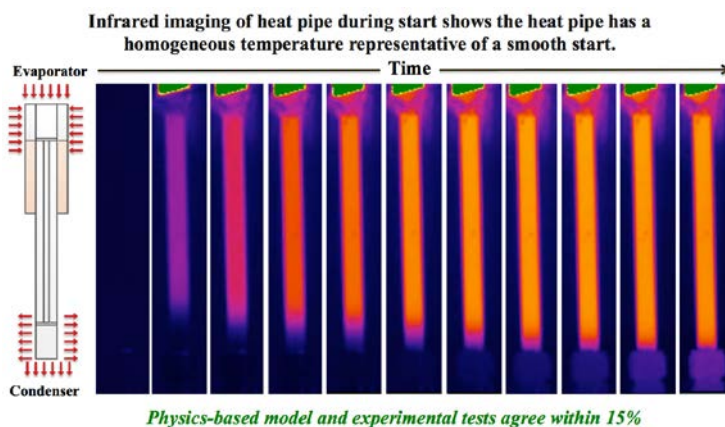 Infrared imaging of heat pipe during start shows the heat pipe has a
homogeneous temperature representative of a smooth start.
Evaporator
Time
Condenser
Physics-based model and experimental tests agree within 15%